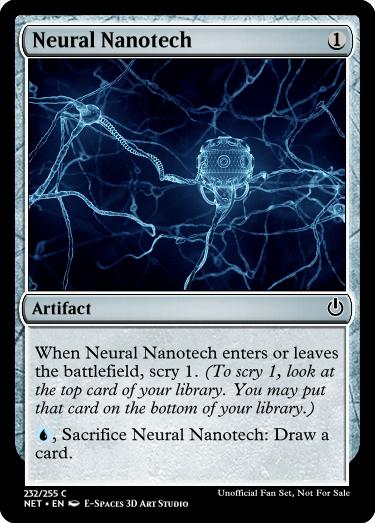 Neural Nanotech
1
Artifact
When Neural Nanotech enters or leaves
the battlefield, scry 1. (To scry 1, look at
the top card of your library. You may put
that card on the bottom of your library.)
, Sacrifice Neural Nanotech: Draw a
card.
232/255 C
Unofficial Fan Set, Not For Sale
NET • EN E-Spaces 3D Art Studio